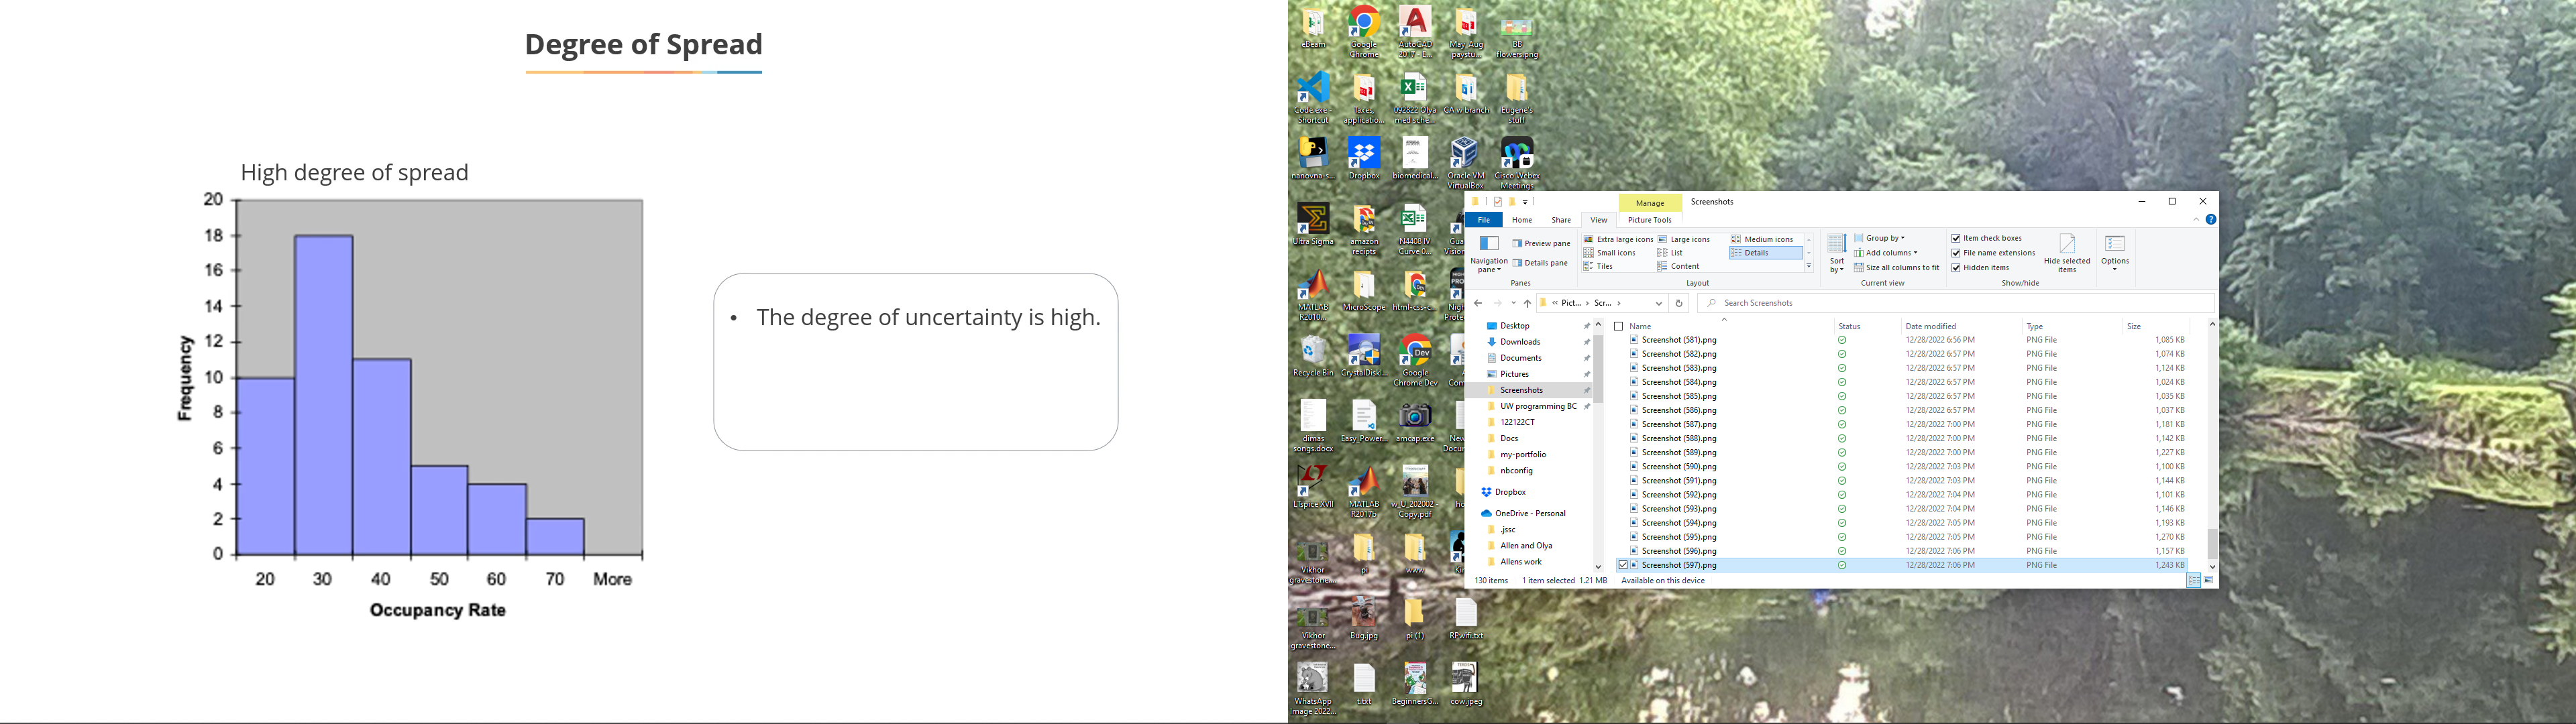 Degree of Spread
High degree of spread
20
18
16
14
12
10
8
6
4
2
0
Frequency
20 30 40 50 60 70 More
Occupancy Rate
• The degree of uncertainty is high.
eBeam
Google Chrome
AutoCAD 2017 - E...
May_Aug paystu...
BB flowers.png
Code.exe - Shortcut
Taxes, applicatio...
092822 Olya med sche...
CA w branch
Eugene's stuff
nanovna-s...
Dropbox
biomedical...
Oracle VM VirtualBox
Cisco Webex Meetings
Ultra Sigma
amazon recipts
N4408 IV Curve 0...
MATLAB R2010...
MicroScope
html-css-c...
Recycle Bin
CrystalDiskI...
Google Chrome Dev
dimas songs.docx
Easy_Power...
amcap.exe
LTspice XVII
MATLAB R2017b
w_U_202002 - Copy.pdf
Vikhor gravestone...
pi
www
Vikhor gravestone...
Bug.jpg
pi (1)
RPwifi.txt
WhatsApp Image 2022...
t.txt
BeginnersG...
cow.jpeg
Manage
Screenshots
File Home Share View Picture Tools
Navigation pane
Preview pane
Details pane
Panes
Extra large icons Large icons Medium icons
Small icons List Details
Tiles Content
Layout
Sort by
Group by
Add columns
Size all columns to fit
Current view
Item check boxes
File name extensions
Hidden items
Hide selected items
Show/hide
Options
« Pict... › Scr... ›
Search Screenshots
Desktop
Downloads
Documents
Pictures
Screenshots
UW programming BC
122122CT
Docs
my-portfolio
nbconfig
Dropbox
OneDrive - Personal
.jssc
Allen and Olya
Allens work
Name Status Date modified Type Size
Screenshot (581).png 12/28/2022 6:56 PM PNG File 1,085 KB
Screenshot (582).png 12/28/2022 6:57 PM PNG File 1,074 KB
Screenshot (583).png 12/28/2022 6:57 PM PNG File 1,124 KB
Screenshot (584).png 12/28/2022 6:57 PM PNG File 1,024 KB
Screenshot (585).png 12/28/2022 6:57 PM PNG File 1,035 KB
Screenshot (586).png 12/28/2022 6:57 PM PNG File 1,037 KB
Screenshot (587).png 12/28/2022 7:00 PM PNG File 1,181 KB
Screenshot (588).png 12/28/2022 7:00 PM PNG File 1,142 KB
Screenshot (589).png 12/28/2022 7:00 PM PNG File 1,227 KB
Screenshot (590).png 12/28/2022 7:03 PM PNG File 1,100 KB
Screenshot (591).png 12/28/2022 7:03 PM PNG File 1,144 KB
Screenshot (592).png 12/28/2022 7:04 PM PNG File 1,101 KB
Screenshot (593).png 12/28/2022 7:04 PM PNG File 1,146 KB
Screenshot (594).png 12/28/2022 7:05 PM PNG File 1,193 KB
Screenshot (595).png 12/28/2022 7:05 PM PNG File 1,270 KB
Screenshot (596).png 12/28/2022 7:06 PM PNG File 1,157 KB
Screenshot (597).png 12/28/2022 7:06 PM PNG File 1,243 KB
130 items 1 item selected 1.21 MB Available on this device